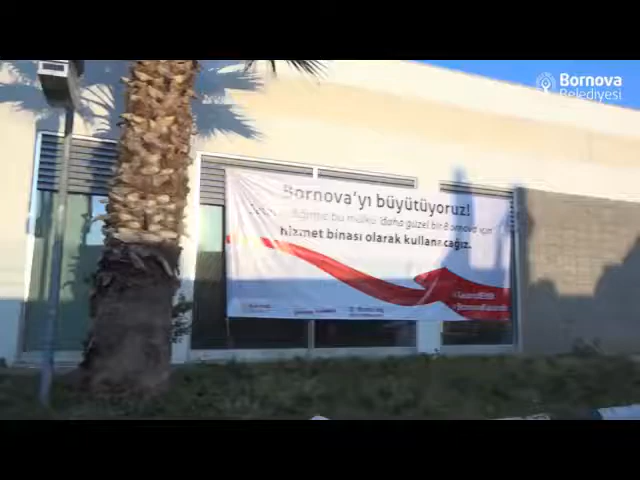 Bornova
Belediyesi
Bornova'yı büyütüyoruz!
bu mülkü 'daha güzel bir Bornova için'
hizmet binası olarak kullanacağız.